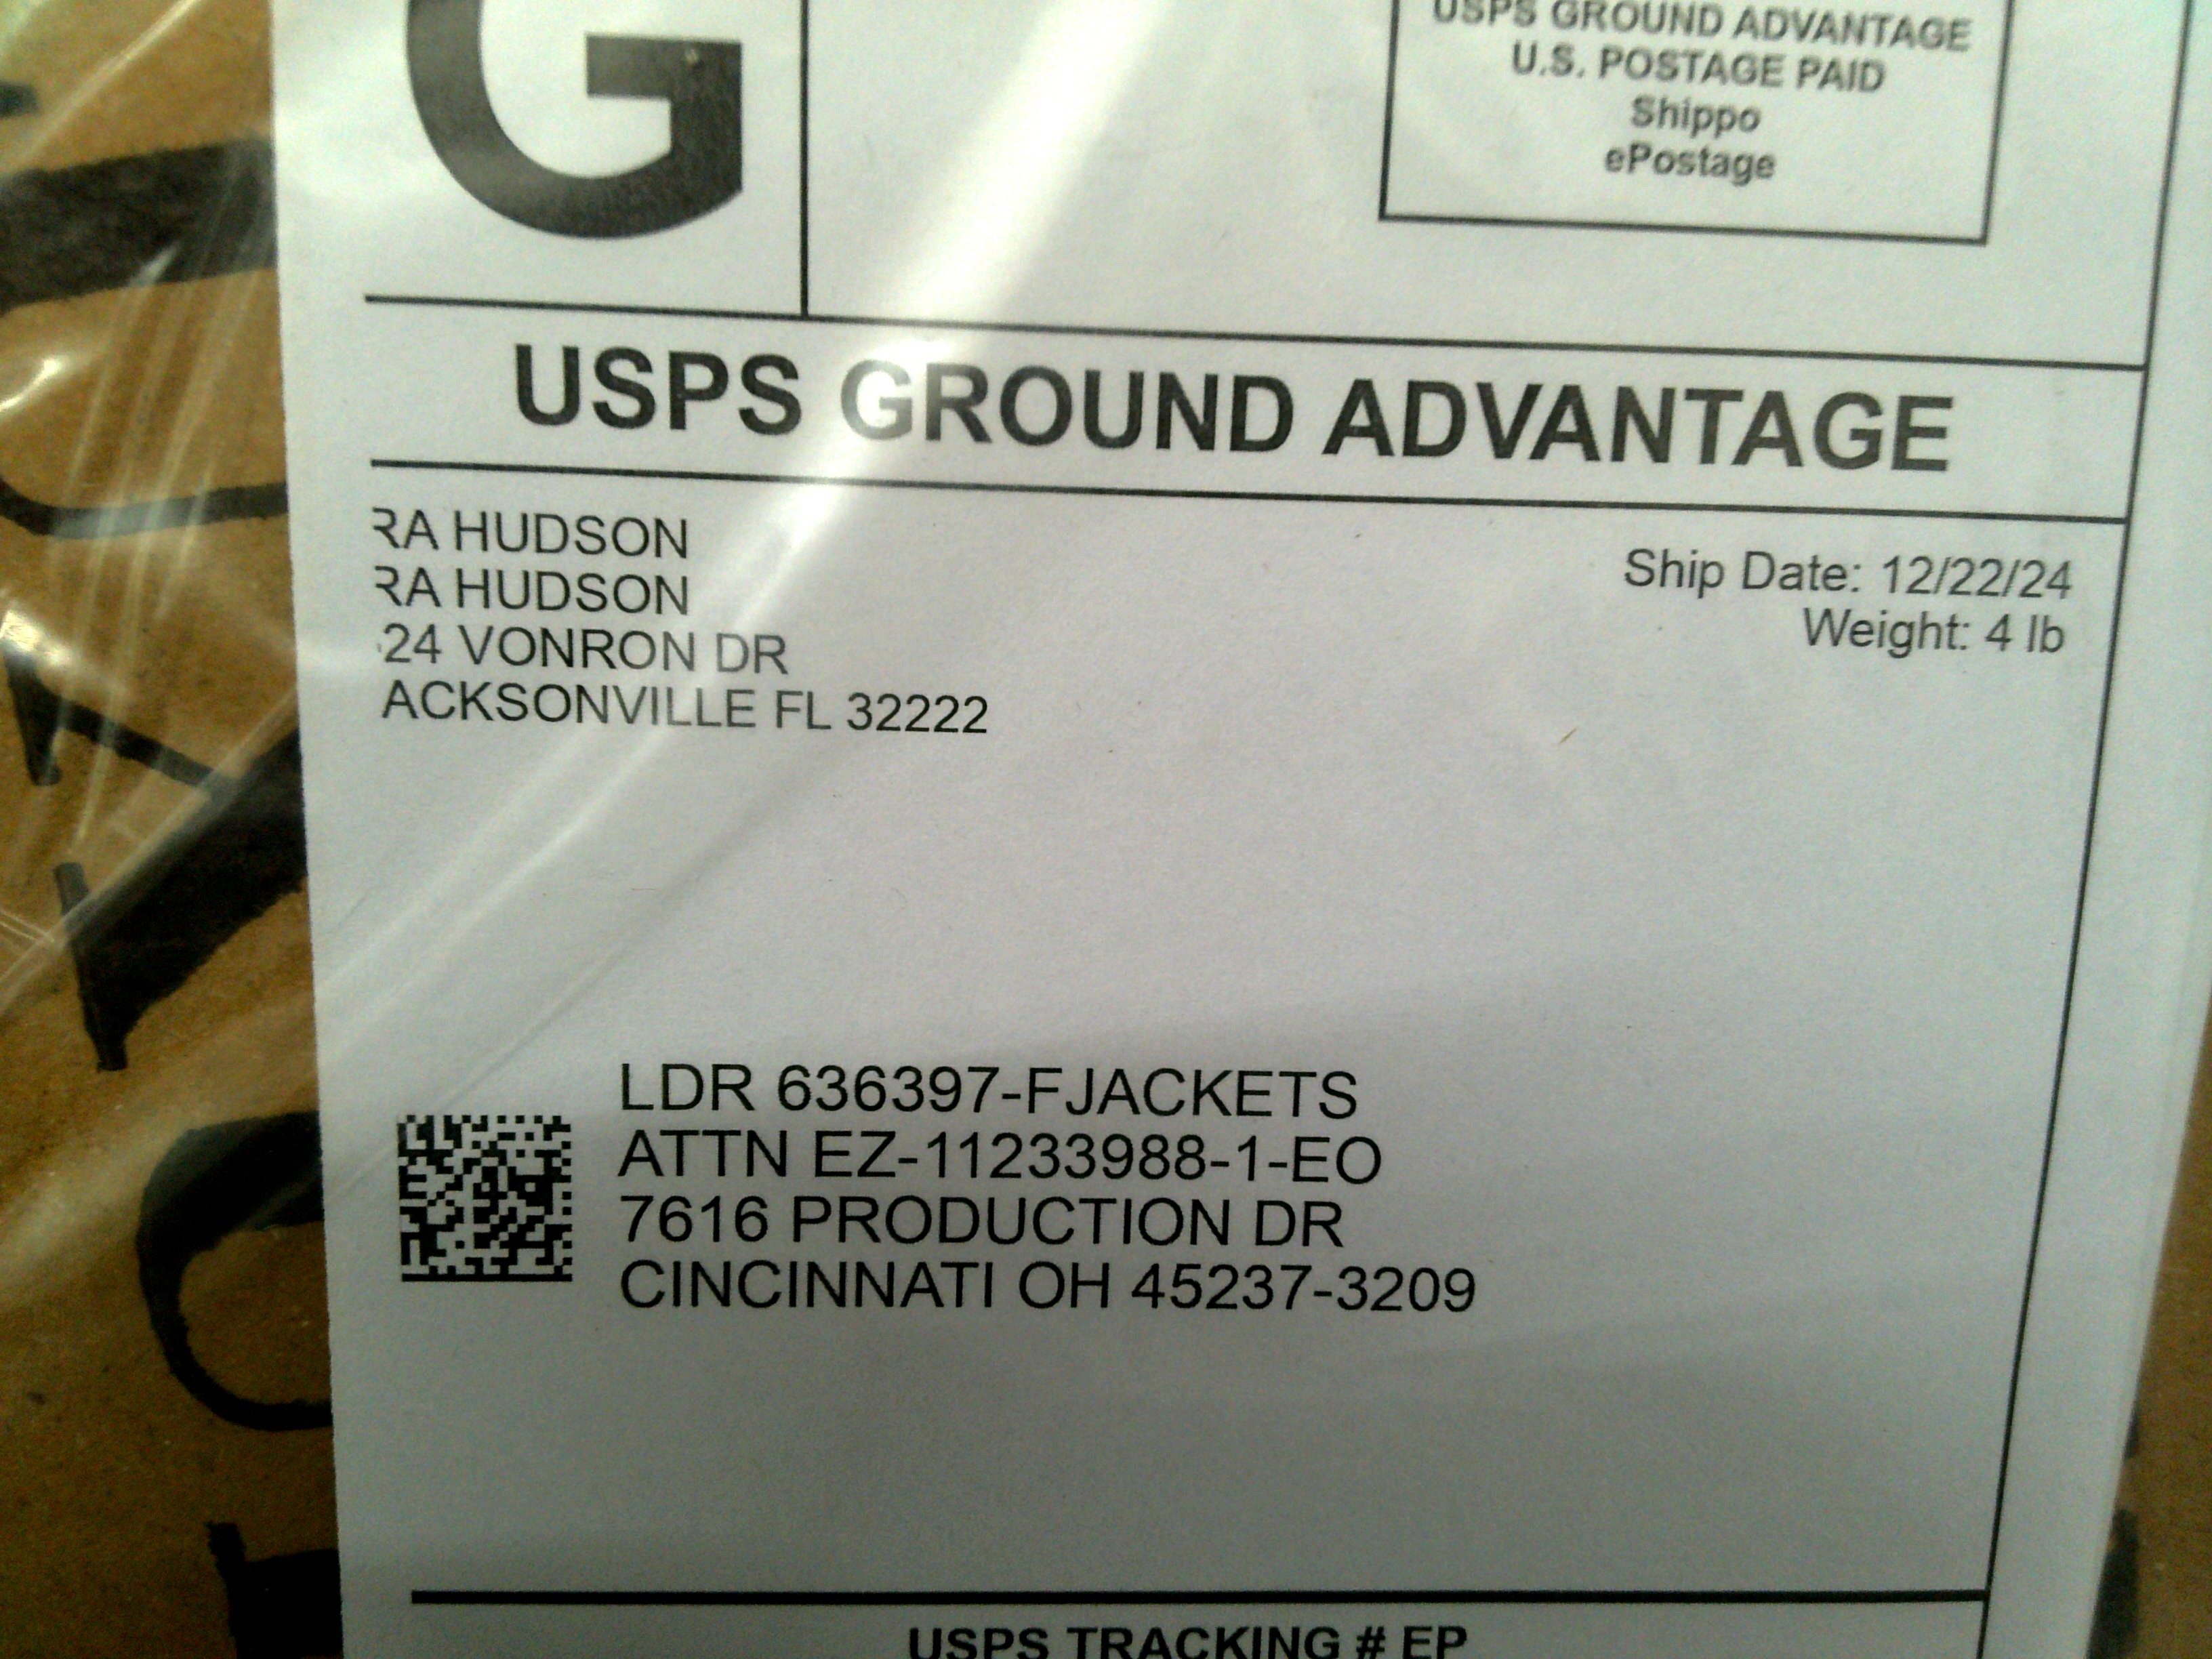 G
USPS GROUND ADVANTAGE
U.S. POSTAGE PAID
Shippo
ePostage
USPS GROUND ADVANTAGE
RA HUDSON
RA HUDSON
24 VONRON DR
ACKSONVILLE FL 32222
Ship Date: 12/22/24
Weight: 4 lb
LDR 636397-FJACKETS
ATTN EZ-11233988-1-EO
7616 PRODUCTION DR
CINCINNATI OH 45237-3209
USPS TRACKING # EP